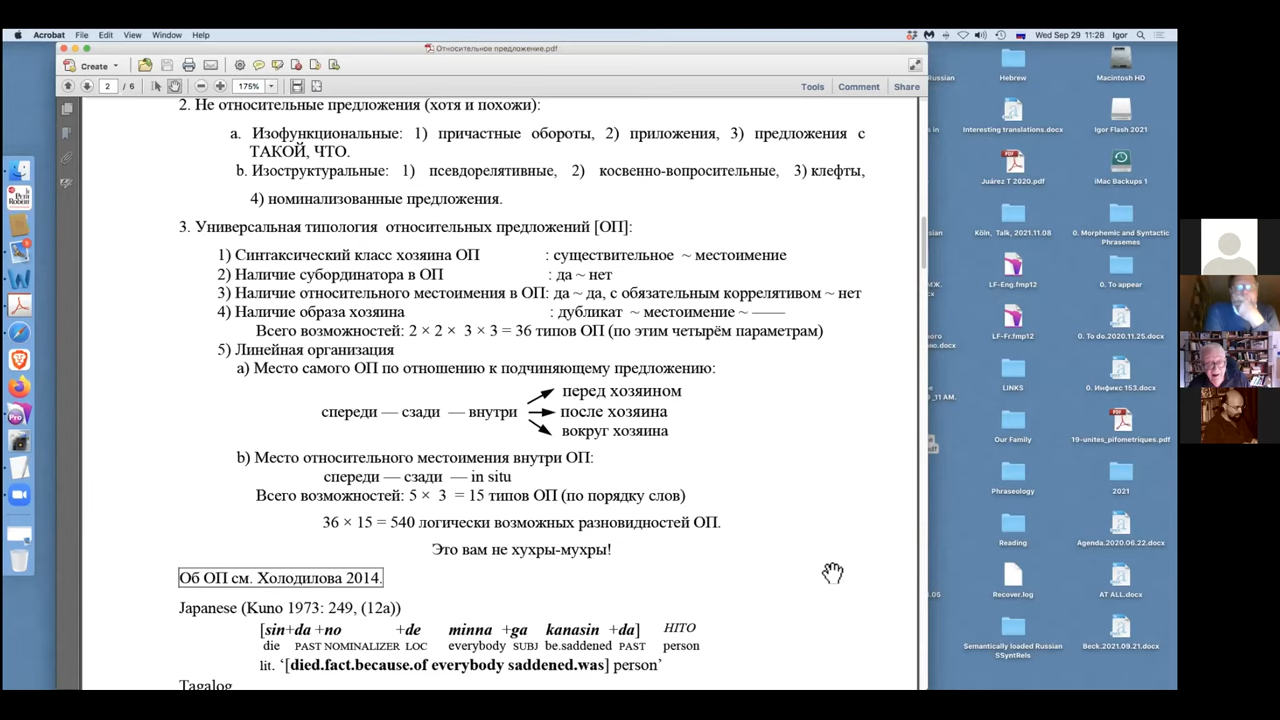 Acrobat File Edit View Window Help
Wed Sep 29 11:28 Igor
Относительное предложение.pdf
Create
2 / 6 175% Tools Comment Share
2. Не относительные предложения (хотя и похожи):
a. Изофункциональные: 1) причастные обороты, 2) приложения, 3) предложения с
ТАКОЙ, ЧТО.
b. Изоструктуральные: 1) псевдорелятивные, 2) косвенно-вопросительные, 3) клефты,
4) номинализованные предложения.
3. Универсальная типология относительных предложений [ОП]:
1) Синтаксический класс хозяина ОП : существительное ~ местоимение
2) Наличие субординатора в ОП : да ~ нет
3) Наличие относительного местоимения в ОП: да ~ да, с обязательным коррелятивом ~ нет
4) Наличие образа хозяина : дубликат ~ местоимение ~ ——
Всего возможностей: 2 × 2 × 3 × 3 = 36 типов ОП (по этим четырём параметрам)
5) Линейная организация
a) Место самого ОП по отношению к подчиняющему предложению:
перед хозяином
спереди — сзади — внутри после хозяина
вокруг хозяина
b) Место относительного местоимения внутри ОП:
спереди — сзади — in situ
Всего возможностей: 5 × 3 = 15 типов ОП (по порядку слов)
36 × 15 = 540 логически возможных разновидностей ОП.
Это вам не хухры-мухры!
Об ОП см. Холодилова 2014.
Japanese (Kuno 1973: 249, (12a))
[sin+da +no +de minna +ga kanasin +da] HITO
die PAST NOMINALIZER LOC everybody SUBJ be.saddened PAST person
lit. ‘[died.fact.because.of everybody saddened.was] person’
Tagalog
Russian
Hebrew
Macintosh HD
Interesting translations.docx
Igor Flash 2021
Juárez T 2020.pdf
iMac Backups 1
Köln, Talk, 2021.11.08
0. Morphemic and Syntactic
Phrasemes
LF-Eng.fmp12
0. To appear
LF-Fr.fmp12
0. To do.2020.11.25.docx
LINKS
0. Инфикс 153.docx
Our Family
19-unites_pifometriques.pdf
Phraseology
2021
Reading
Agenda.2020.06.22.docx
Recover.log
AT ALL.docx
Semantically loaded Russian
SSyntRels
Beck.2021.09.21.docx